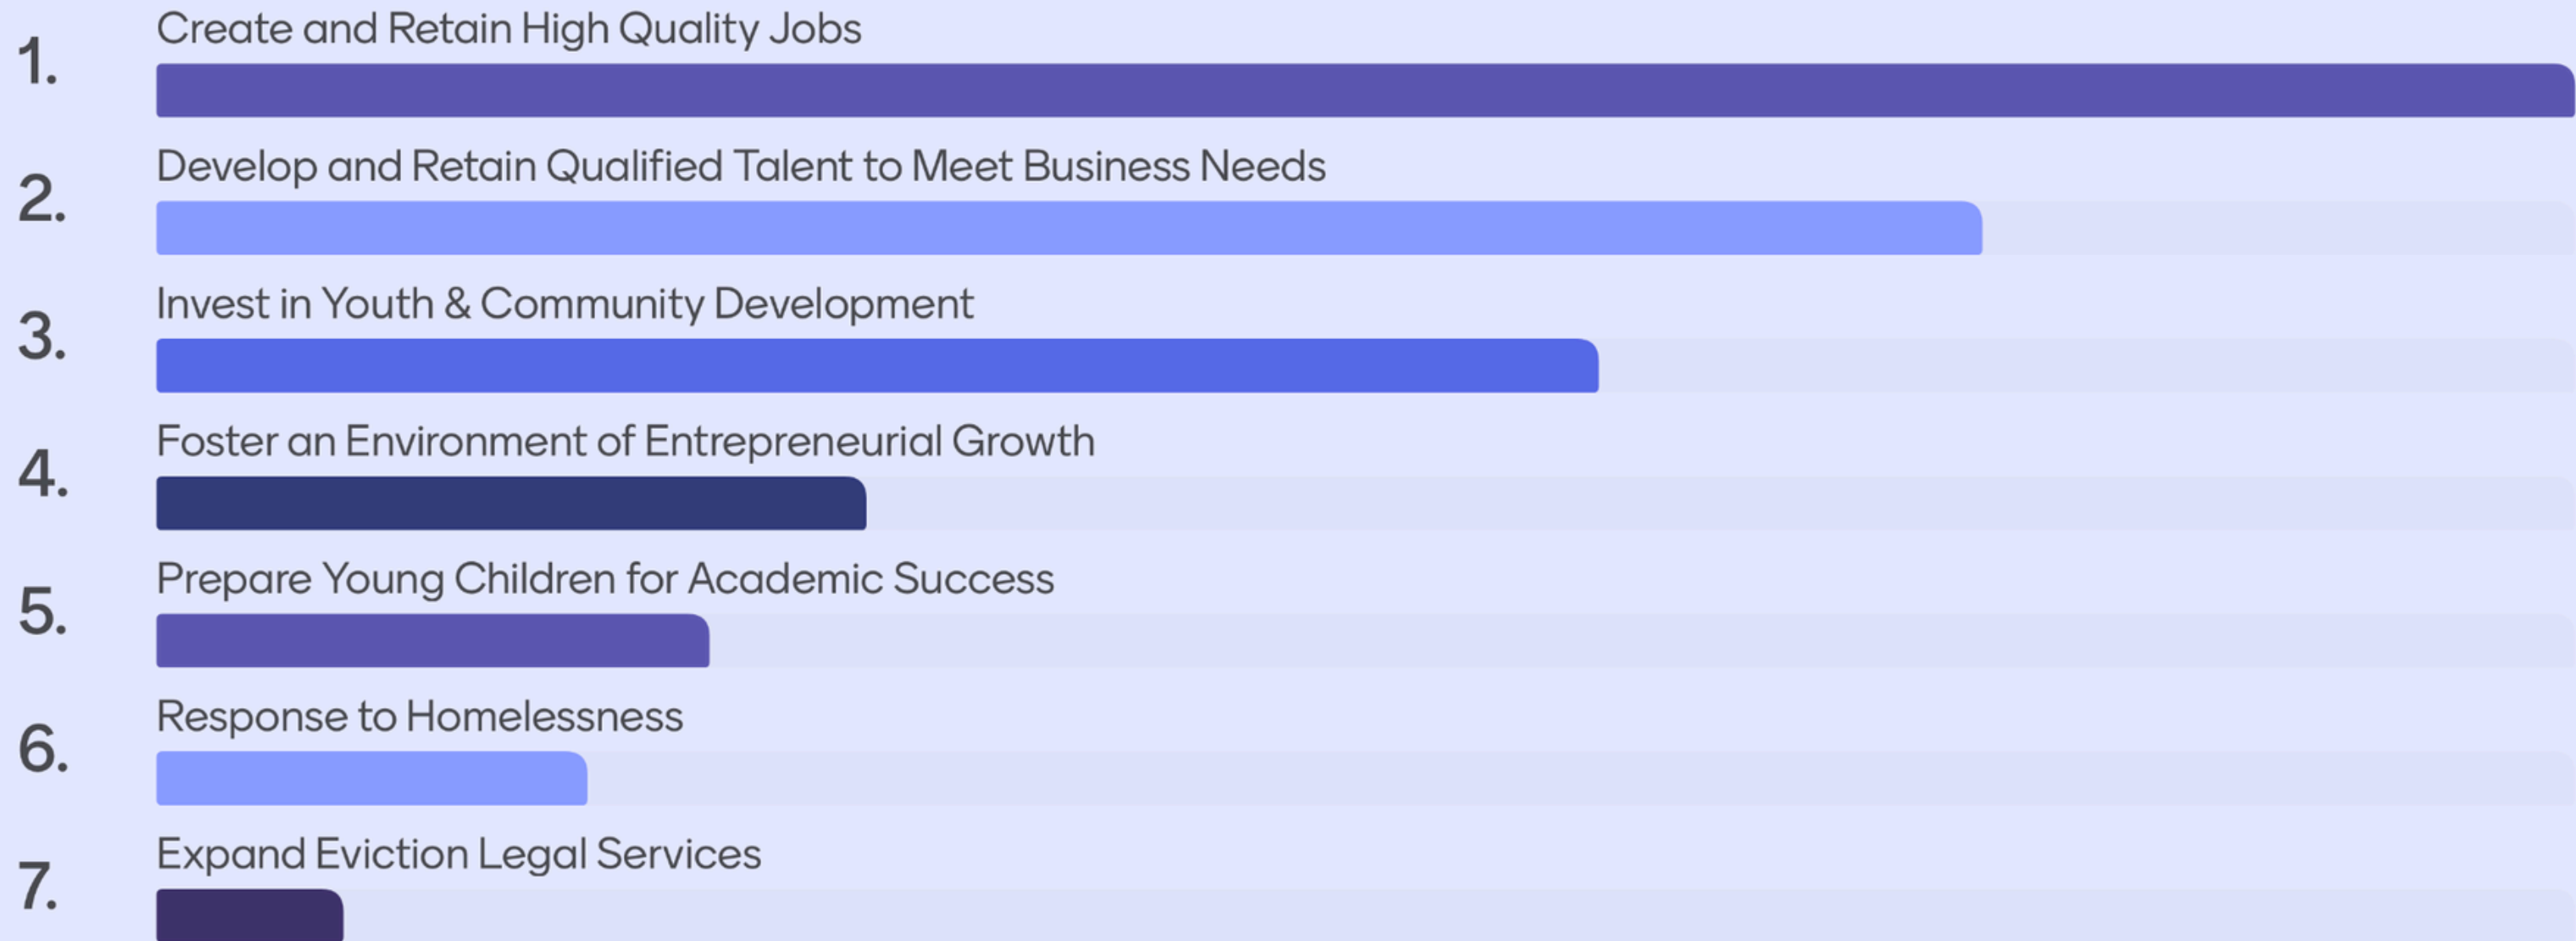 1. Create and Retain High Quality Jobs
2. Develop and Retain Qualified Talent to Meet Business Needs
3. Invest in Youth & Community Development
4. Foster an Environment of Entrepreneurial Growth
5. Prepare Young Children for Academic Success
6. Response to Homelessness
7. Expand Eviction Legal Services